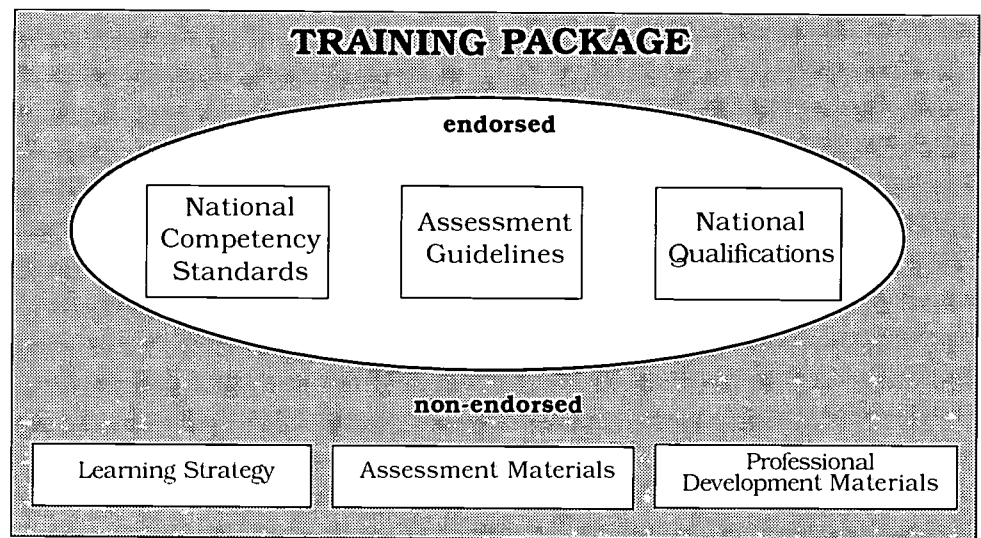 TRAINING PACKAGE
endorsed
National
Competency
Standards
Assessment
Guidelines
National
Qualifications
non-endorsed
Learning Strategy
Assessment Materials
Professional
Development Materials